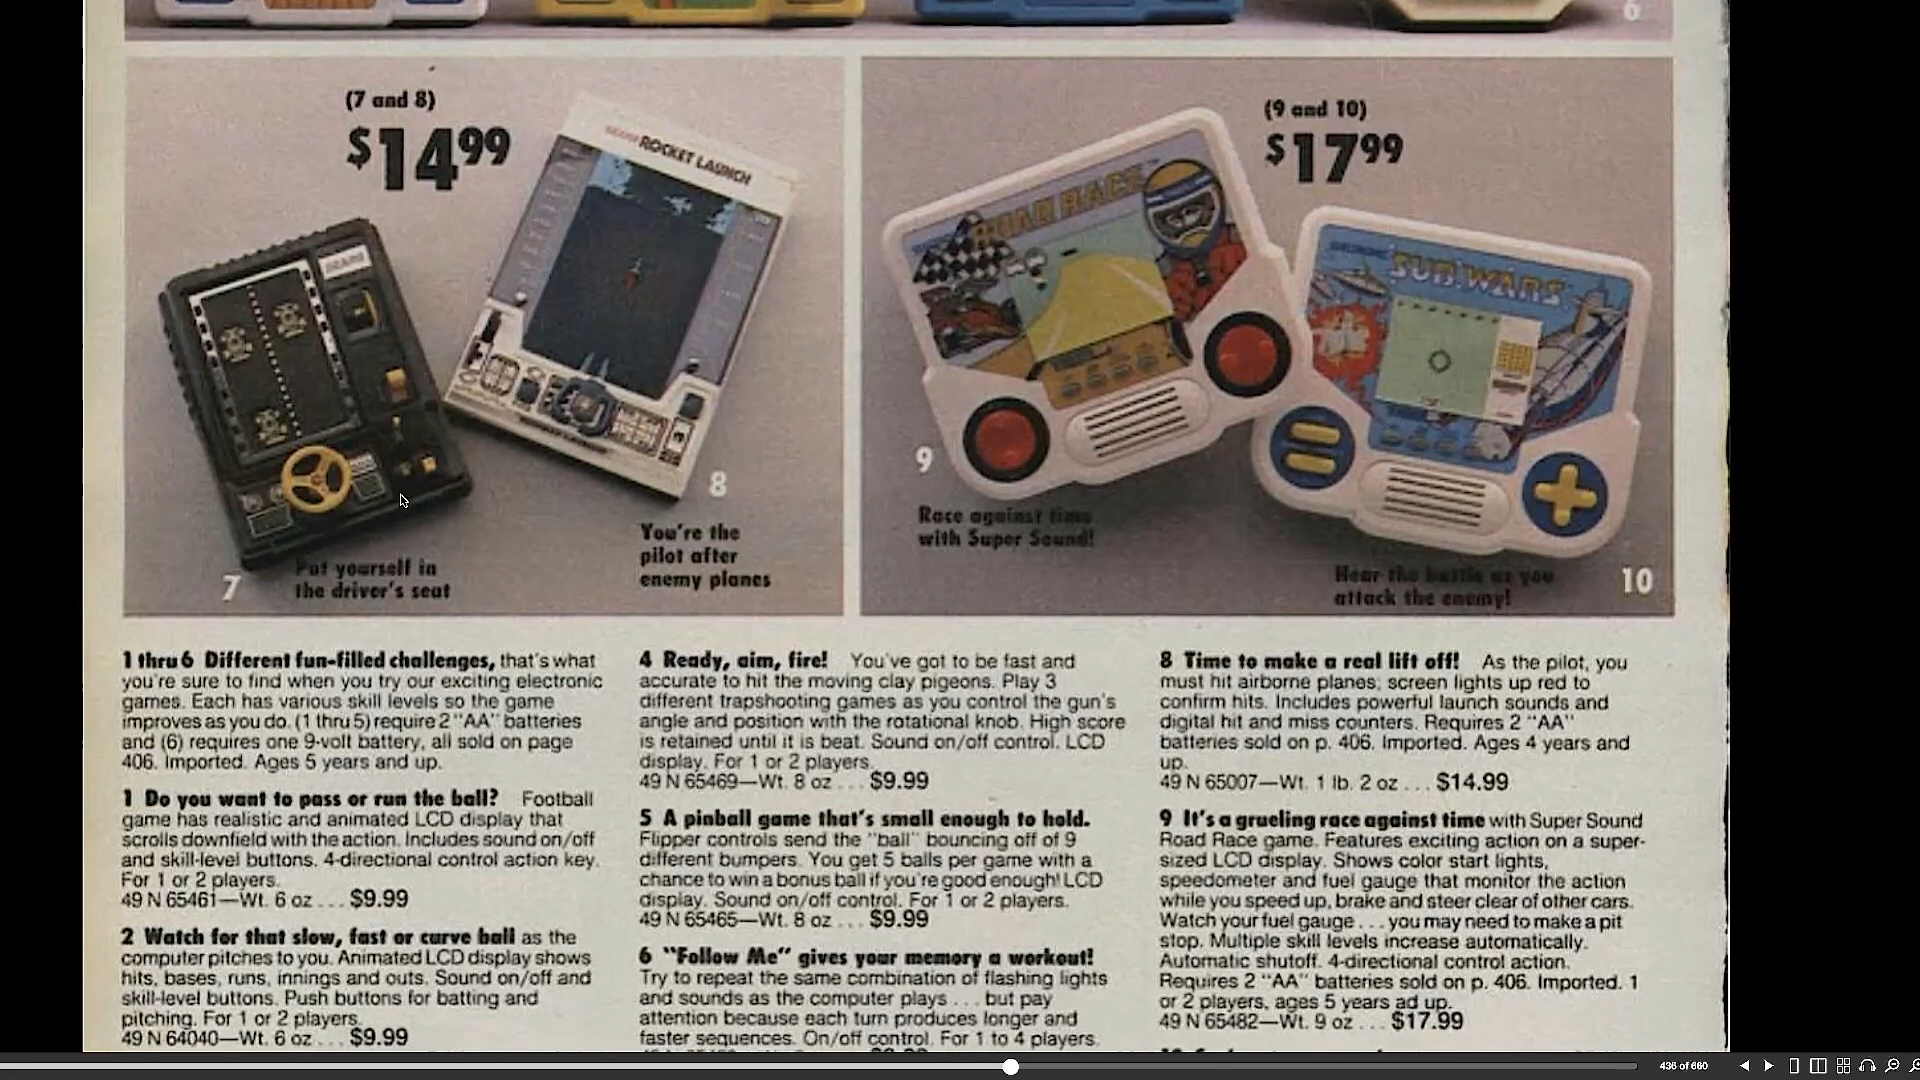 6
(7 and 8)
$14.99
SEARS ROCKET LAUNCH
SEARS
7
Put yourself in
the driver's seat
8
You're the
pilot after
enemy planes
(9 and 10)
$17.99
ROAD RACE
ELECTRONIC
SUB WARS
9
Race against time
with Super Sound!
10
Hear the battle as you
attack the enemy!
1 thru 6 Different fun-filled challenges, that's what
you're sure to find when you try our exciting electronic
games. Each has various skill levels so the game
improves as you do. (1 thru 5) require 2 "AA" batteries
and (6) requires one 9-volt battery, all sold on page
406. Imported. Ages 5 years and up.
1 Do you want to pass or run the ball? Football
game has realistic and animated LCD display that
scrolls downfield with the action. Includes sound on/off
and skill-level buttons. 4-directional control action key.
For 1 or 2 players.
49 N 65461—Wt. 6 oz ... $9.99
2 Watch for that slow, fast or curve ball as the
computer pitches to you. Animated LCD display shows
hits, bases, runs, innings and outs. Sound on/off and
skill-level buttons. Push buttons for batting and
pitching. For 1 or 2 players.
49 N 64040—Wt. 6 oz ... $9.99
4 Ready, aim, fire! You've got to be fast and
accurate to hit the moving clay pigeons. Play 3
different trapshooting games as you control the gun's
angle and position with the rotational knob. High score
is retained until it is beat. Sound on/off control. LCD
display. For 1 or 2 players.
49 N 65469—Wt. 8 oz ... $9.99
5 A pinball game that's small enough to hold.
Flipper controls send the "ball" bouncing off of 9
different bumpers. You get 5 balls per game with a
chance to win a bonus ball if you're good enough! LCD
display. Sound on/off control. For 1 or 2 players.
49 N 65465—Wt. 8 oz ... $9.99
6 "Follow Me" gives your memory a workout!
Try to repeat the same combination of flashing lights
and sounds as the computer plays ... but pay
attention because each turn produces longer and
faster sequences. On/off control. For 1 to 4 players.
8 Time to make a real lift off! As the pilot, you
must hit airborne planes; screen lights up red to
confirm hits. Includes powerful launch sounds and
digital hit and miss counters. Requires 2 "AA"
batteries sold on p. 406. Imported. Ages 4 years and
up.
49 N 65007—Wt. 1 lb. 2 oz ... $14.99
9 It's a grueling race against time with Super Sound
Road Race game. Features exciting action on a super-
sized LCD display. Shows color start lights,
speedometer and fuel gauge that monitor the action
while you speed up, brake and steer clear of other cars.
Watch your fuel gauge ... you may need to make a pit
stop. Multiple skill levels increase automatically.
Automatic shutoff. 4-directional control action.
Requires 2 "AA" batteries sold on p. 406. Imported. 1
or 2 players, ages 5 years ad up.
49 N 65482—Wt. 9 oz ... $17.99
436 of 660